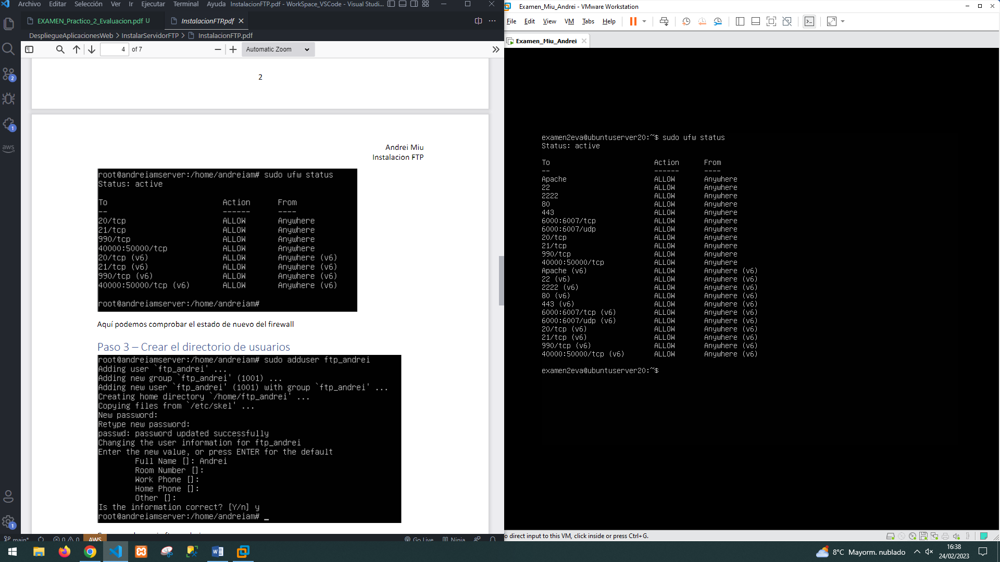 Archivo Editar Selección Ver Ir Ejecutar Terminal Ayuda InstalacionFTP.pdf - WorkSpace_VSCode - Visual Studi...
EXAMEN_Practico_2_Evaluacion.pdf U
InstalacionFTP.pdf
DespliegueAplicacionesWeb > InstalarServidorFTP > InstalacionFTP.pdf
4 of 7
Automatic Zoom
2
Andrei Miu
Instalacion FTP
root@andreiamserver:/home/andreiam# sudo ufw status
Status: active
To Action From
-- ------ ----
20/tcp ALLOW Anywhere
21/tcp ALLOW Anywhere
990/tcp ALLOW Anywhere
40000:50000/tcp ALLOW Anywhere
20/tcp (v6) ALLOW Anywhere (v6)
21/tcp (v6) ALLOW Anywhere (v6)
990/tcp (v6) ALLOW Anywhere (v6)
40000:50000/tcp (v6) ALLOW Anywhere (v6)
root@andreiamserver:/home/andreiam#
Aquí podemos comprobar el estado de nuevo del firewall
Paso 3 – Crear el directorio de usuarios
root@andreiamserver:/home/andreiam# sudo adduser ftp_andrei
Adding user `ftp_andrei' ...
Adding new group `ftp_andrei' (1001) ...
Adding new user `ftp_andrei' (1001) with group `ftp_andrei' ...
Creating home directory `/home/ftp_andrei' ...
Copying files from `/etc/skel' ...
New password:
Retype new password:
passwd: password updated successfully
Changing the user information for ftp_andrei
Enter the new value, or press ENTER for the default
Full Name []: Andrei
Room Number []:
Work Phone []:
Home Phone []:
Other []:
Is the information correct? [Y/n] y
root@andreiamserver:/home/andreiam# _
2
1
aws
1
main* 0 0 AWS Go Live Ninja
Examen_Miu_Andrei - VMware Workstation
File Edit View VM Tabs Help
Examen_Miu_Andrei
examen2eva@ubuntuserver20:~$ sudo ufw status
Status: active
To Action From
-- ------ ----
Apache ALLOW Anywhere
22 ALLOW Anywhere
2222 ALLOW Anywhere
80 ALLOW Anywhere
443 ALLOW Anywhere
6000:6007/tcp ALLOW Anywhere
6000:6007/udp ALLOW Anywhere
20/tcp ALLOW Anywhere
21/tcp ALLOW Anywhere
990/tcp ALLOW Anywhere
40000:50000/tcp ALLOW Anywhere
Apache (v6) ALLOW Anywhere (v6)
22 (v6) ALLOW Anywhere (v6)
2222 (v6) ALLOW Anywhere (v6)
80 (v6) ALLOW Anywhere (v6)
443 (v6) ALLOW Anywhere (v6)
6000:6007/tcp (v6) ALLOW Anywhere (v6)
6000:6007/udp (v6) ALLOW Anywhere (v6)
20/tcp (v6) ALLOW Anywhere (v6)
21/tcp (v6) ALLOW Anywhere (v6)
990/tcp (v6) ALLOW Anywhere (v6)
40000:50000/tcp (v6) ALLOW Anywhere (v6)
examen2eva@ubuntuserver20:~$
o direct input to this VM, click inside or press Ctrl+G.
8°C Mayorm. nublado
16:38
24/02/2023